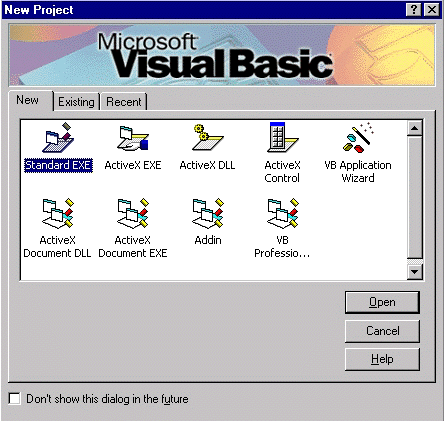 New Project
Microsoft
Visual Basic
New Existing Recent
Standard EXE ActiveX EXE ActiveX DLL ActiveX Control VB Application Wizard
ActiveX Document DLL ActiveX Document EXE Addin VB Professio...
Open
Cancel
Help
Don't show this dialog in the future